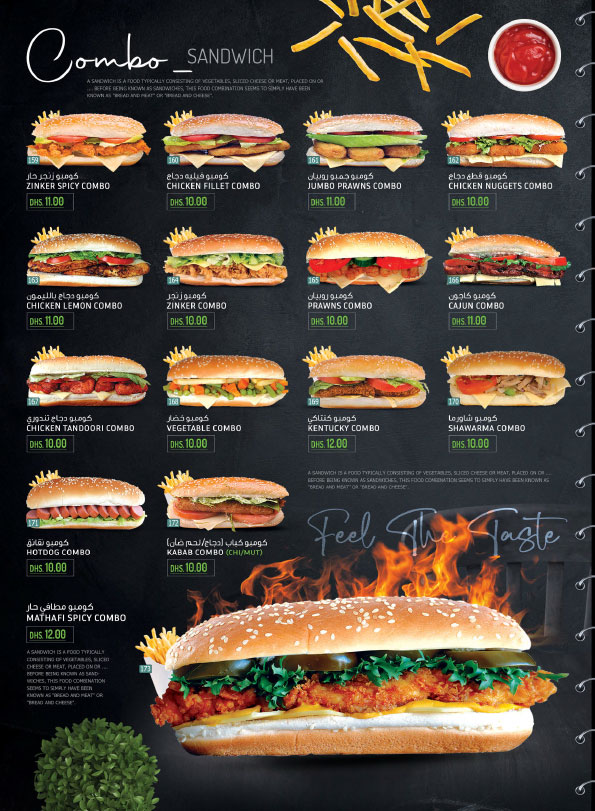 Combo_ SANDWICH
A SANDWICH IS A FOOD TYPICALLY CONSISTING OF VEGETABLES, SLICED CHEESE OR MEAT, PLACED ON OR
.... BEFORE BEING KNOWN AS SANDWICHES, THIS FOOD COMBINATION SEEMS TO SIMPLY HAVE BEEN
KNOWN AS "BREAD AND MEAT" OR "BREAD AND CHEESE".
159
كومبو زنجر حار
ZINKER SPICY COMBO
DHS. 11.00
160
كومبو فيليه دجاج
CHICKEN FILLET COMBO
DHS. 10.00
161
كومبو جمبو روبيان
JUMBO PRAWNS COMBO
DHS. 11.00
162
كومبو قطع دجاج
CHICKEN NUGGETS COMBO
DHS. 10.00
163
كومبو دجاج بالليمون
CHICKEN LEMON COMBO
DHS. 11.00
164
كومبو زنجر
ZINKER COMBO
DHS. 10.00
165
كومبو روبيان
PRAWNS COMBO
DHS. 10.00
166
كومبو كاجون
CAJUN COMBO
DHS. 11.00
167
كومبو دجاج تندوري
CHICKEN TANDOORI COMBO
DHS. 10.00
168
كومبو خضار
VEGETABLE COMBO
DHS. 10.00
169
كومبو كنتاكي
KENTUCKY COMBO
DHS. 12.00
170
كومبو شاورما
SHAWARMA COMBO
DHS. 10.00
171
كومبو نقانق
HOTDOG COMBO
DHS. 10.00
172
كومبو كباب (دجاج/لحم ضأن)
KABAB COMBO (CHI/MUT)
DHS. 10.00
A SANDWICH IS A FOOD TYPICALLY CONSISTING OF VEGETABLES, SLICED CHEESE OR MEAT, PLACED ON OR ....
BEFORE BEING KNOWN AS SANDWICHES, THIS FOOD COMBINATION SEEMS TO SIMPLY HAVE BEEN KNOWN AS
"BREAD AND MEAT" OR "BREAD AND CHEESE".
Feel The Taste
كومبو مطافي حار
MATHAFI SPICY COMBO
DHS. 12.00
173
A SANDWICH IS A FOOD TYPICALLY
CONSISTING OF VEGETABLES, SLICED
CHEESE OR MEAT, PLACED ON OR ....
BEFORE BEING KNOWN AS SAND-
WICHES, THIS FOOD COMBINATION
SEEMS TO SIMPLY HAVE BEEN
KNOWN AS "BREAD AND MEAT" OR
"BREAD AND CHEESE".